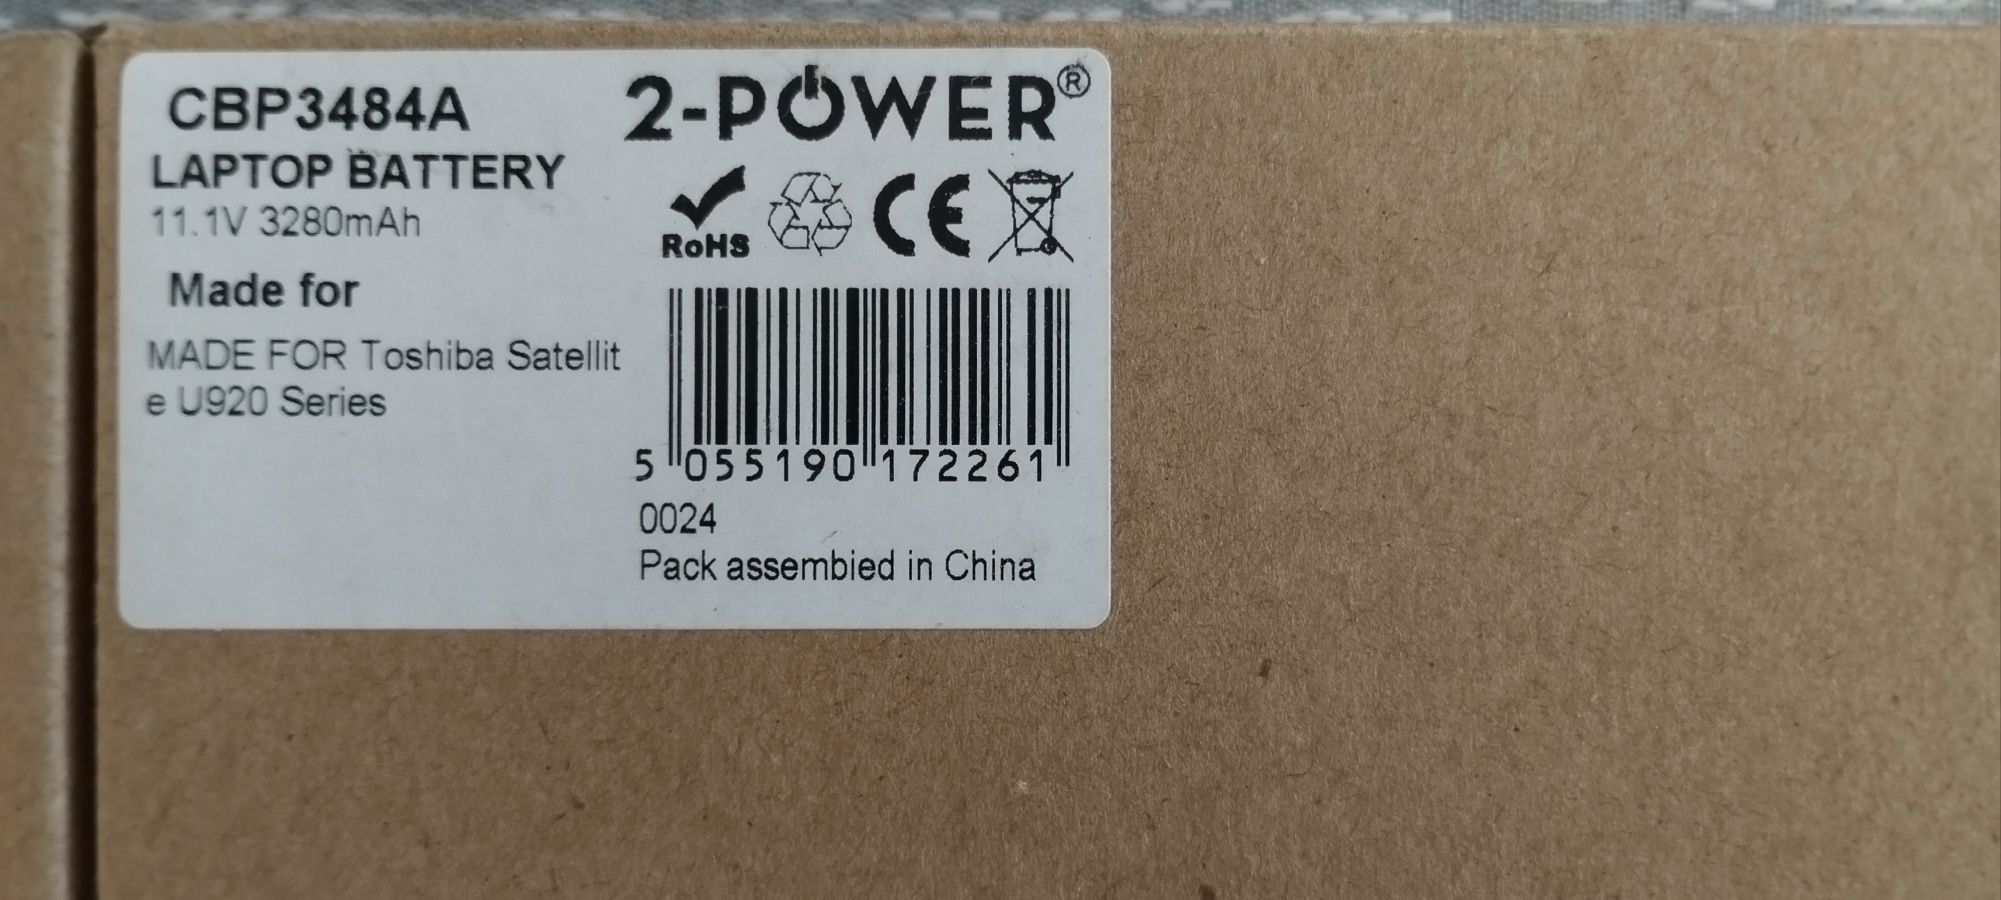 CBP3484A
LAPTOP BATTERY
11.1V 3280mAh
Made for
MADE FOR Toshiba Satellit
e U920 Series
2-POWER®
RoHS
CE
5 055190 172261
0024
Pack assembied in China